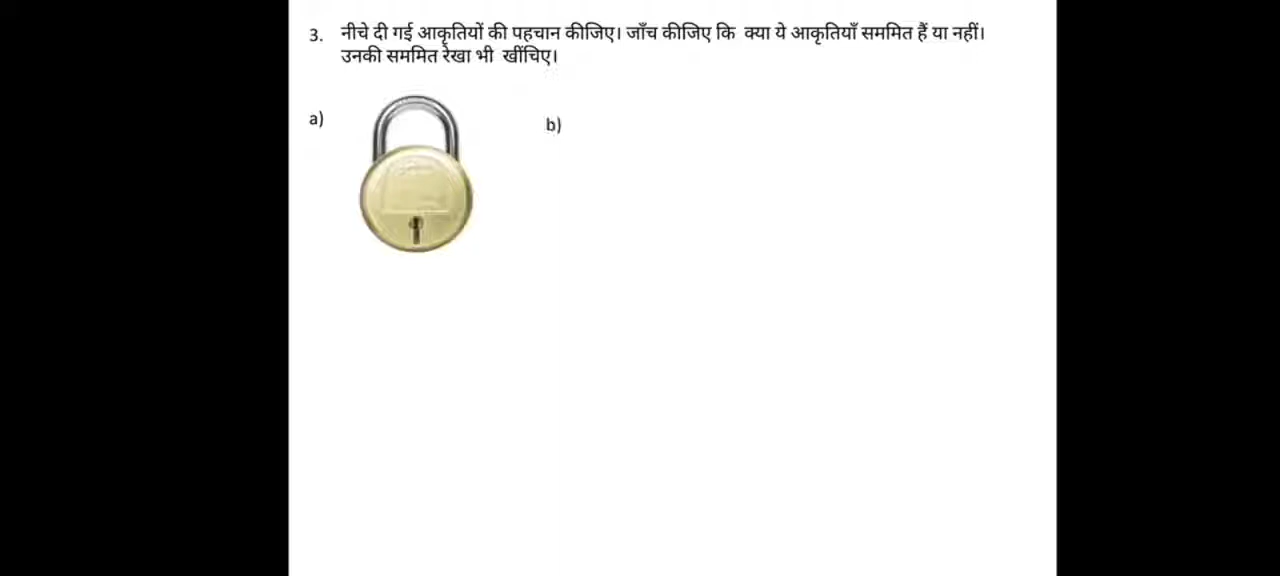 3. नीचे दी गई आकृतियों की पहचान कीजिए। जाँच कीजिए कि क्या ये आकृतियाँ सममित हैं या नहीं।
उनकी सममित रेखा भी खींचिए।
a)
b)